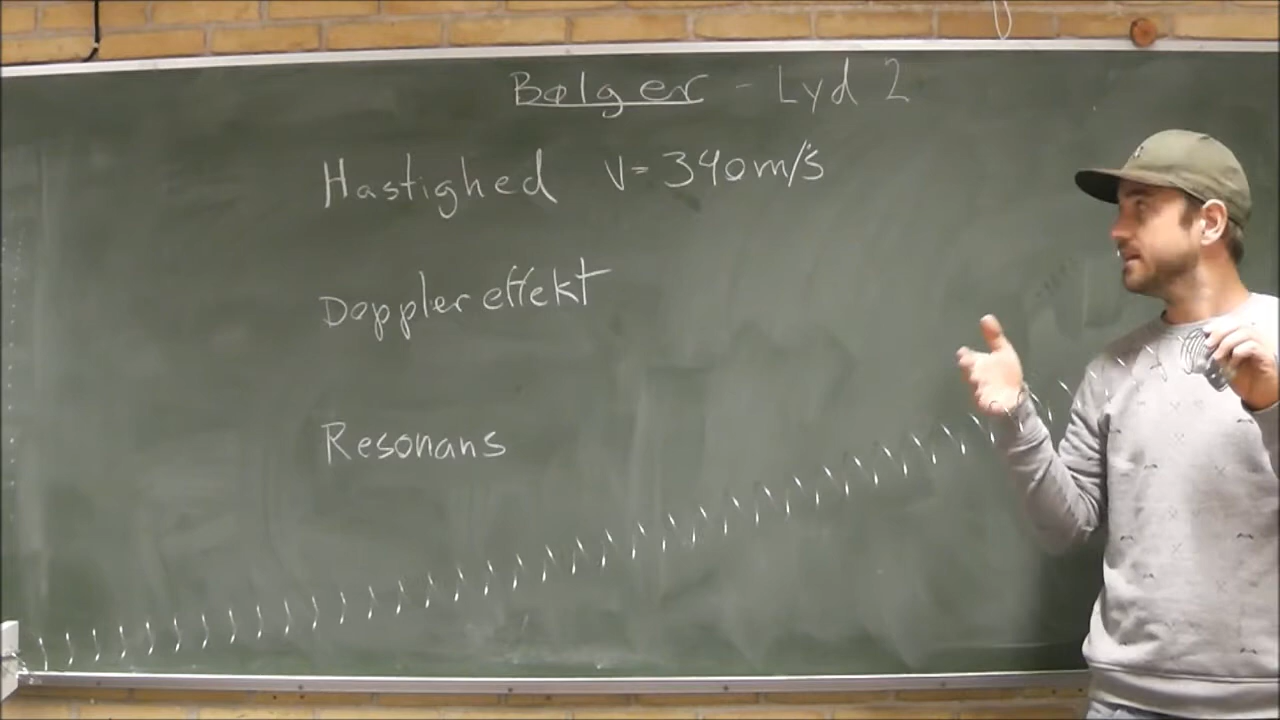 Bølger - Lyd 2
Hastighed v=340m/s
Dopplereffekt
Resonans